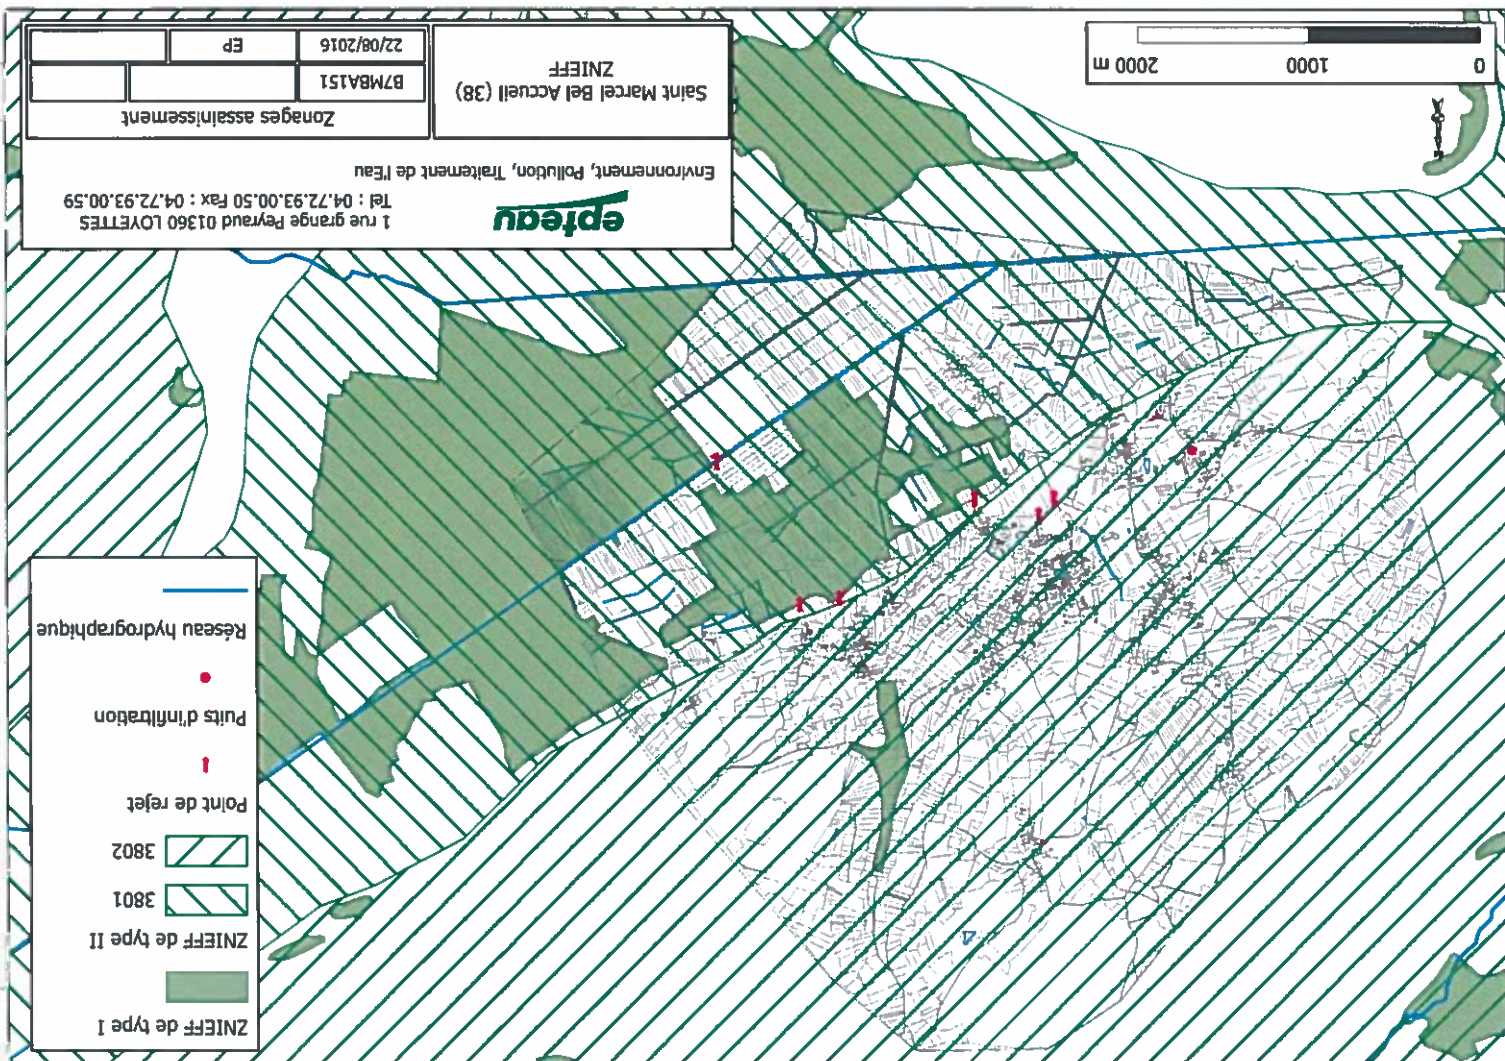 ZNIEFF de type I
ZNIEFF de type II
3801
3802
Point de rejet
Puits d'infiltration
Réseau hydrographique
epteau
1 rue grange Peyraud 01360 LOYETTES
Tel : 04.72.93.00.50 Fax : 04.72.93.00.59
Environnement, Pollution, Traitement de l'Eau
Saint Marcel Bel Accueil (38)
ZNIEFF
Zonages assainissement
B7MBA151
22/08/2016
EP
0
1000
2000 m